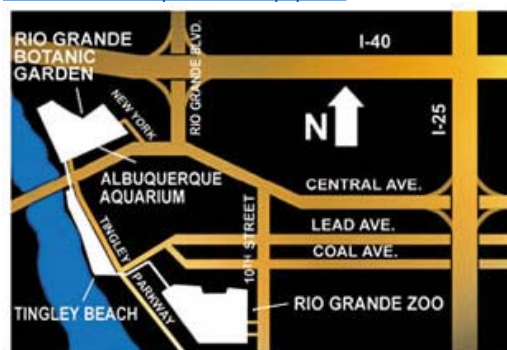 RIO GRANDE
BOTANIC
GARDEN
I-40
RIO GRANDE BLVD.
NEW YORK
N
I-25
ALBUQUERQUE
AQUARIUM
CENTRAL AVE.
TINGLEY
PARKWAY
10TH STREET
LEAD AVE.
COAL AVE.
TINGLEY BEACH
RIO GRANDE ZOO